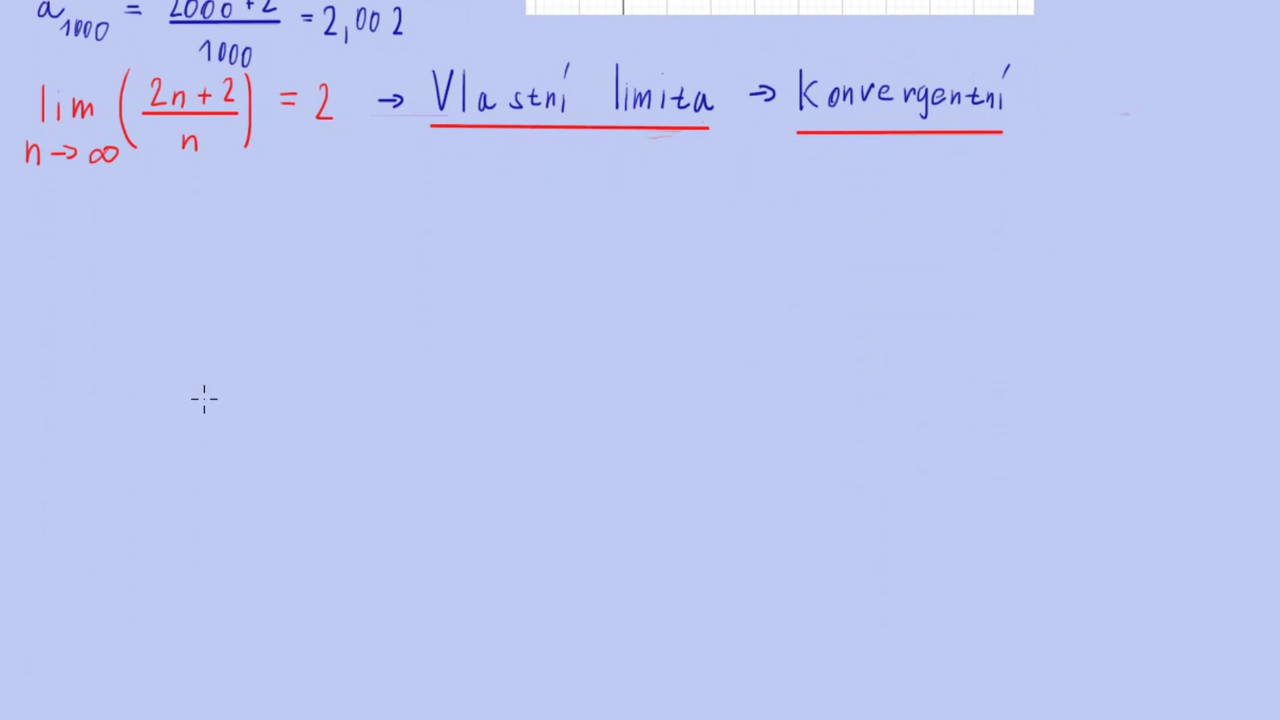 a₁₀₀₀ = (2000 + 2)/1000 = 2,002
lim n→∞ ((2n + 2)/n) = 2 → Vlastní limita → Konvergentní